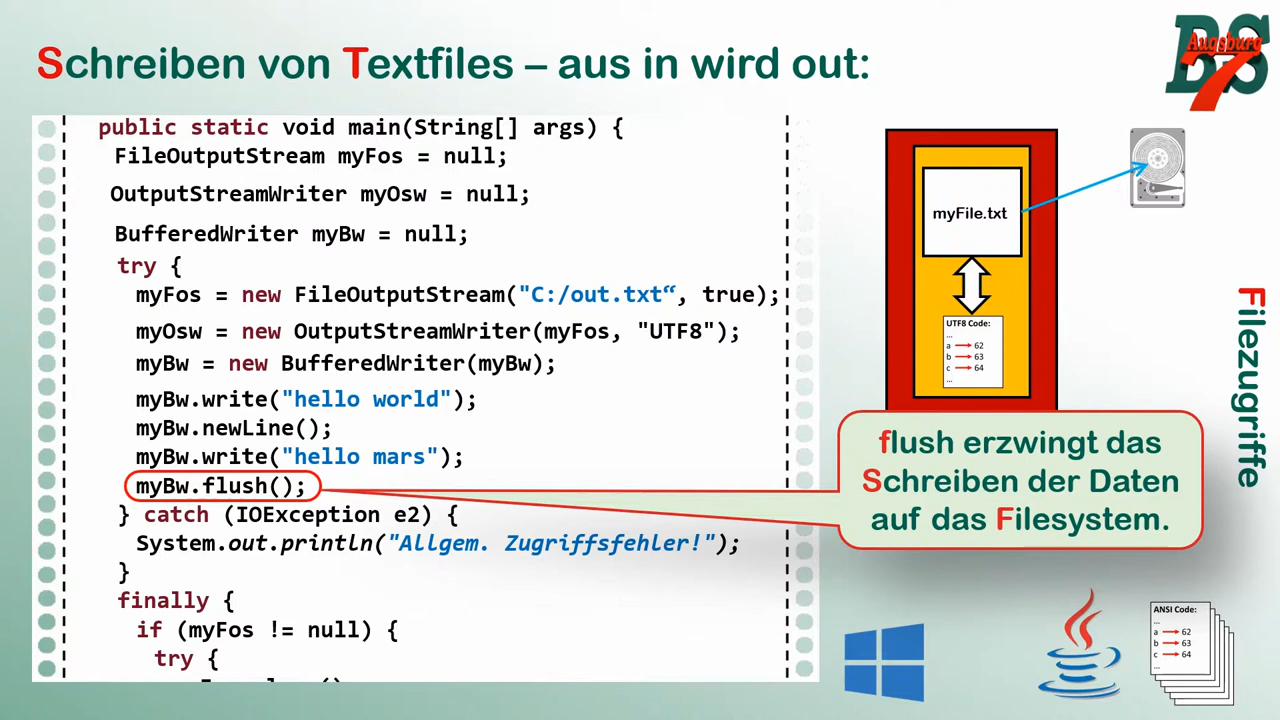 Schreiben von Textfiles – aus in wird out:
BS
Augsburg
7
public static void main(String[] args) {
FileOutputStream myFos = null;
OutputStreamWriter myOsw = null;
BufferedWriter myBw = null;
try {
myFos = new FileOutputStream("C:/out.txt“, true);
myOsw = new OutputStreamWriter(myFos, "UTF8");
myBw = new BufferedWriter(myBw);
myBw.write("hello world");
myBw.newLine();
myBw.write("hello mars");
myBw.flush();
} catch (IOException e2) {
System.out.println("Allgem. Zugriffsfehler!");
}
finally {
if (myFos != null) {
try {
myFile.txt
UTF8 Code:
...
a 62
b 63
c 64
...
flush erzwingt das
Schreiben der Daten
auf das Filesystem.
Filezugriffe
ANSI Code:
...
a 62
b 63
c 64
...